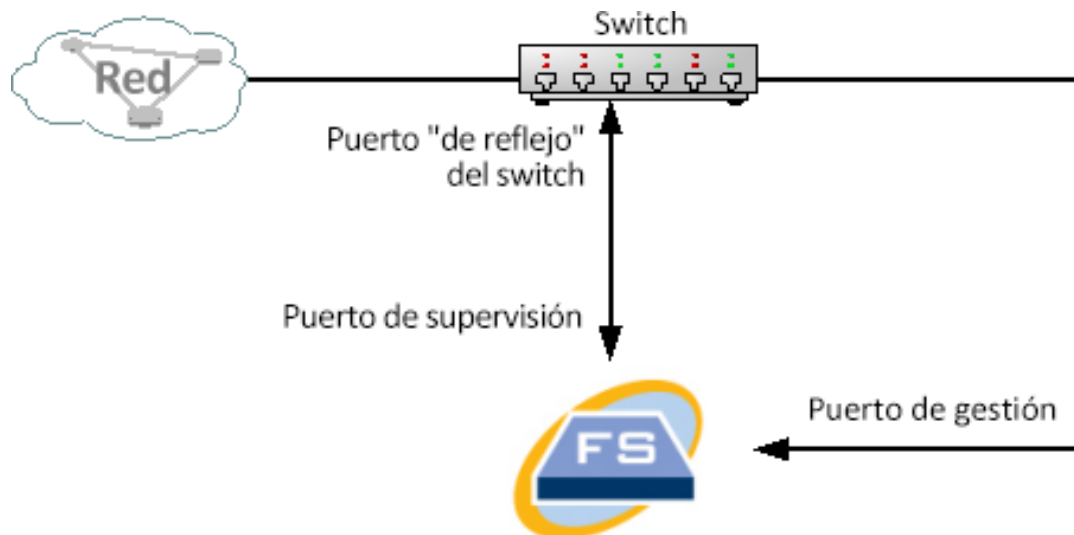 Switch
Red
Puerto "de reflejo"
del switch
Puerto de supervisión
Puerto de gestión
FS